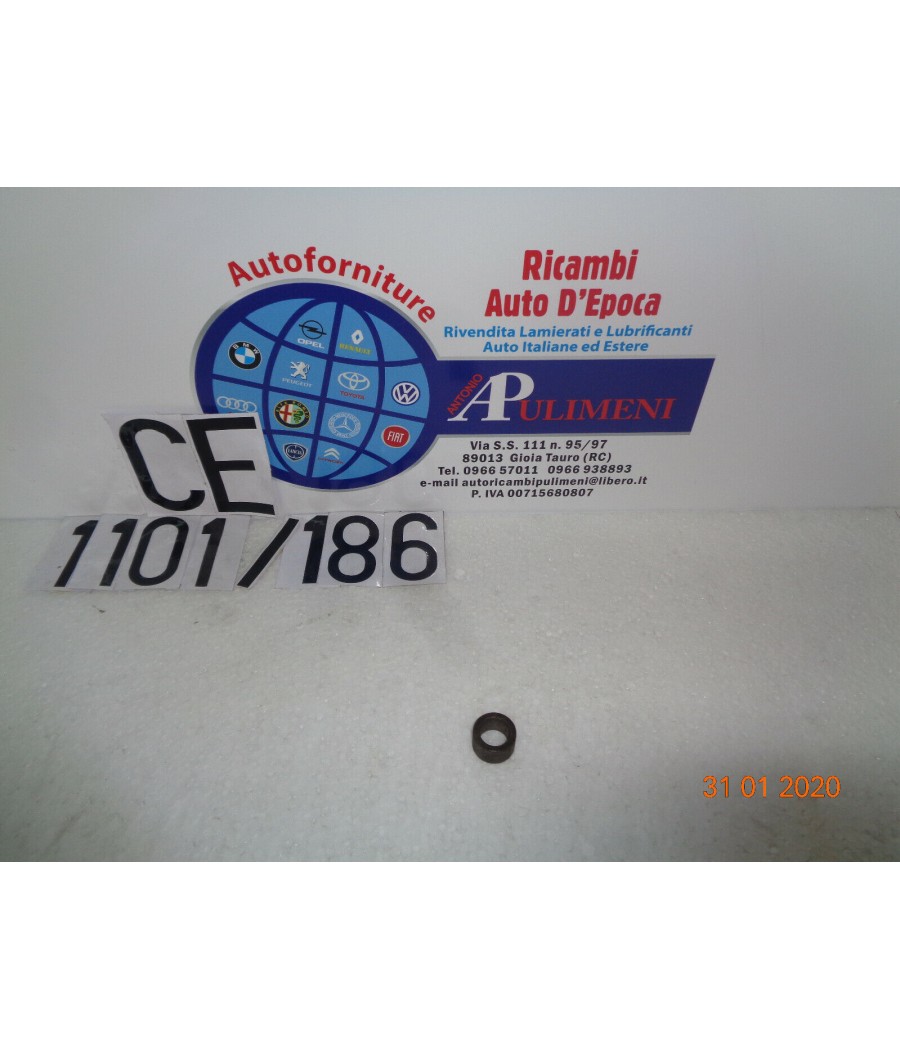 Autoforniture
Ricambi
Auto D'Epoca
Rivendita Lamierati e Lubrificanti
Auto Italiane ed Estere
OPEL
RENAULT
BMW
PEUGEOT
TOYOTA
FIAT
LANCIA
ANTONIO
APULIMENI
Via S.S. 111 n. 95/97
89013 Gioia Tauro (RC)
Tel. 0966 57011 0966 938893
e-mail autoricambipulimeni@libero.it
P. IVA 00715680807
CE
1101/186
31 01 2020